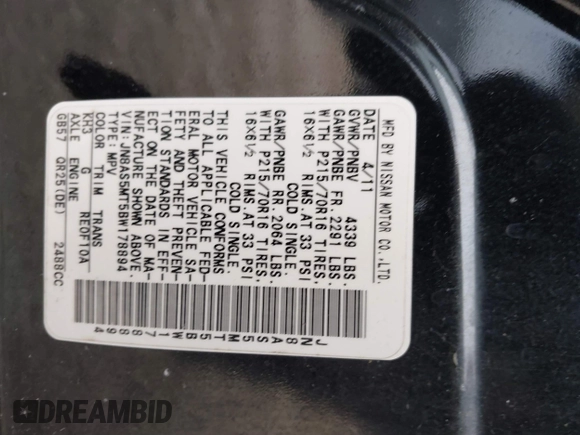 MFD BY NISSAN MOTOR CO.,LTD.
DATE 4/11
GVWR/PNBV 4339 LBS.
GAWR/PNBE FR. 2291 LBS.
WITH P215/70R16 TIRES,
16X6½ RIMS:AT 33 PSI
COLD SINGLE.
GAWR/PNBE RR. 2064 LBS.
WITH P215/70R16 TIRES,
16X6½ RIMS:AT 33 PSI
COLD SINGLE.
THIS VEHICLE CONFORMS
TO ALL APPLICABLE FED-
ERAL MOTOR VEHICLE SA-
FETY AND THEFT PREVEN-
TION STANDARDS IN EFF-
ECT ON THE DATE OF MA-
NUFACTURE SHOWN ABOVE.
VIN:JN8AS5MT5BW178894
TYPE:MPV
COLOR TRIM TRANS
KH3 G RE0F10A
AXLE ENGINE
GB57 QR25(DE) 2488CC
JN8AS5MT5BW178894
DREAMBID